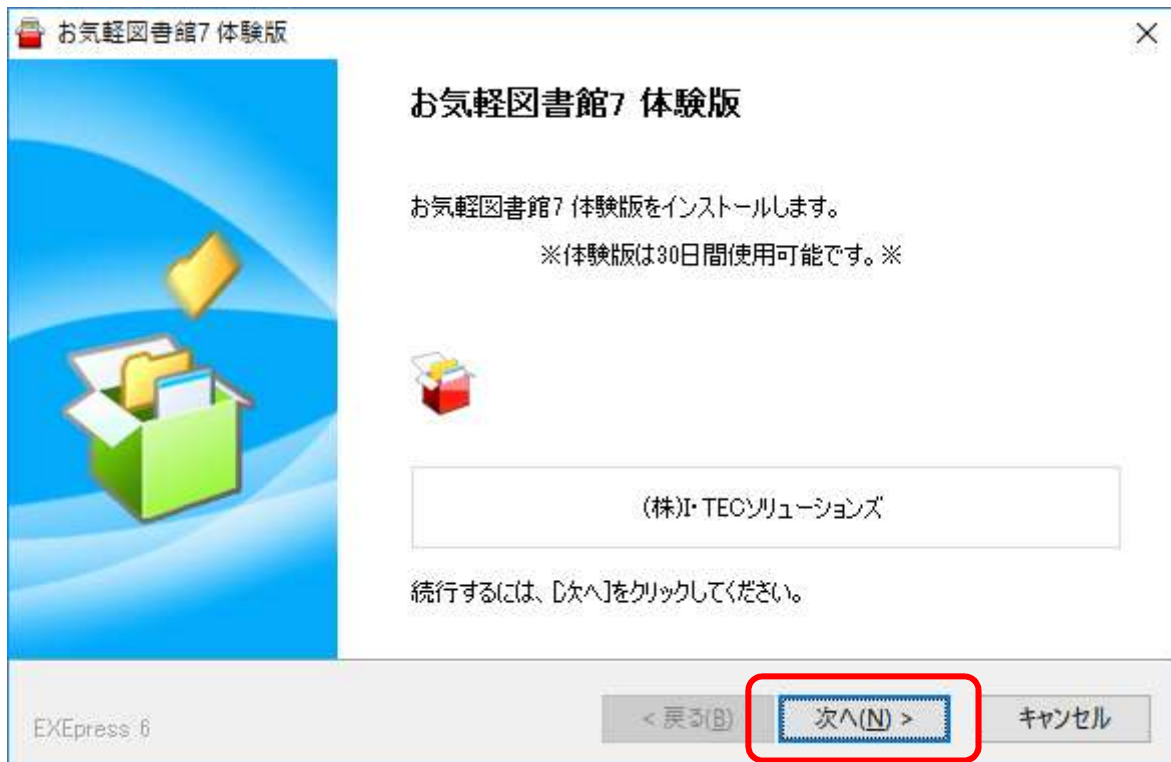 お気軽図書館7 体験版
お気軽図書館7 体験版
お気軽図書館7 体験版をインストールします。
※体験版は30日間使用可能です。※
(株)I・TECソリューションズ
続行するには、[次へ]をクリックしてください。
EXEpress 6
< 戻る(B)
次へ(N) >
キャンセル